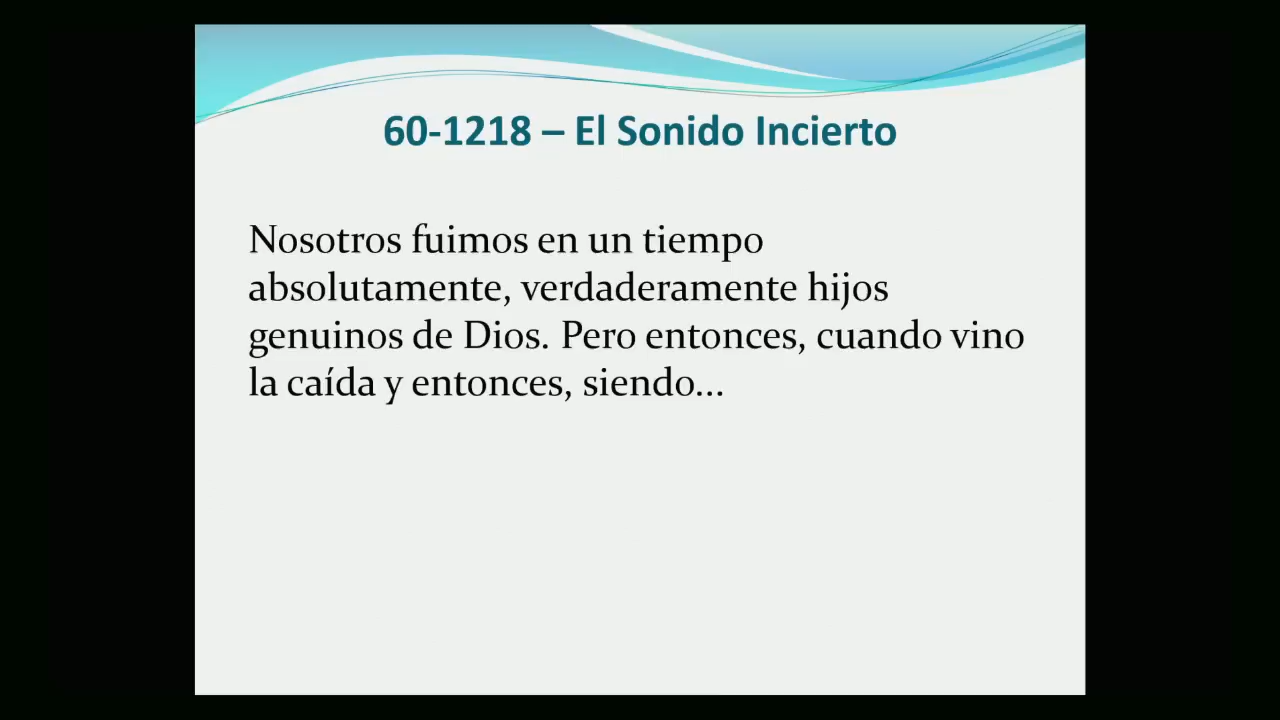 60-1218 – El Sonido Incierto
Nosotros fuimos en un tiempo
absolutamente, verdaderamente hijos
genuinos de Dios. Pero entonces, cuando vino
la caída y entonces, siendo...